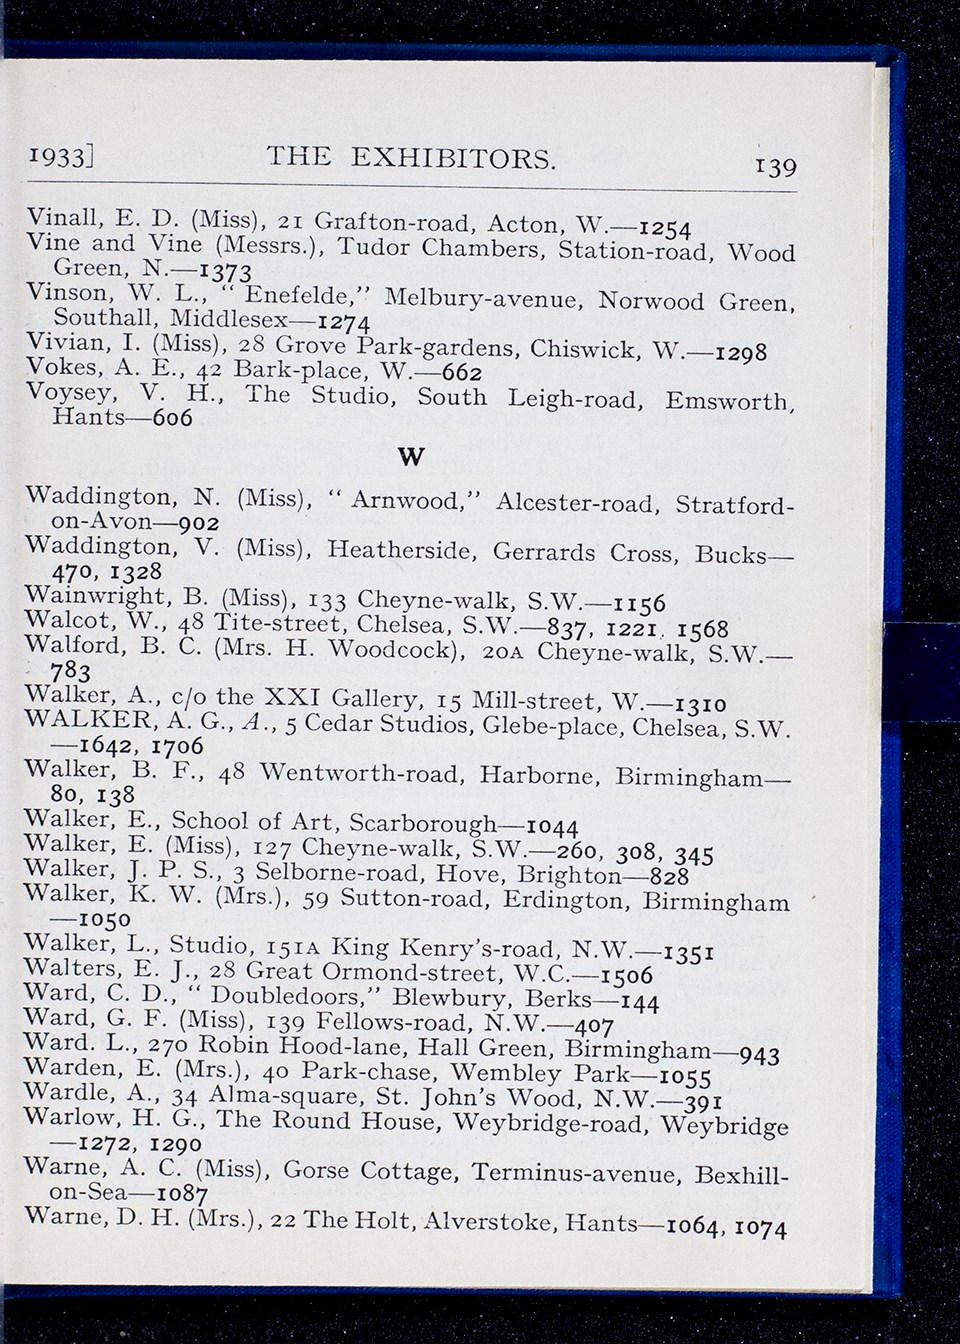 1933] THE EXHIBITORS. 139
Vinall, E. D. (Miss), 21 Grafton-road, Acton, W.—1254
Vine and Vine (Messrs.), Tudor Chambers, Station-road, Wood
Green, N.—1373
Vinson, W. L., “ Enefelde,” Melbury-avenue, Norwood Green,
Southall, Middlesex—1274
Vivian, I. (Miss), 28 Grove Park-gardens, Chiswick, W.—1298
Vokes, A. E., 42 Bark-place, W.—662
Voysey, V. H., The Studio, South Leigh-road, Emsworth,
Hants—606
W
Waddington, N. (Miss), “ Arnwood,” Alcester-road, Stratford-
on-Avon—902
Waddington, V. (Miss), Heatherside, Gerrards Cross, Bucks—
470, 1328
Wainwright, B. (Miss), 133 Cheyne-walk, S.W.—1156
Walcot, W., 48 Tite-street, Chelsea, S.W.—837, 1221, 1568
Walford, B. C. (Mrs. H. Woodcock), 20A Cheyne-walk, S.W.—
783
Walker, A., c/o the XXI Gallery, 15 Mill-street, W.—1310
WALKER, A. G., A., 5 Cedar Studios, Glebe-place, Chelsea, S.W.
—1642, 1706
Walker, B. F., 48 Wentworth-road, Harborne, Birmingham—
80, 138
Walker, E., School of Art, Scarborough—1044
Walker, E. (Miss), 127 Cheyne-walk, S.W.—260, 308, 345
Walker, J. P. S., 3 Selborne-road, Hove, Brighton—828
Walker, K. W. (Mrs.), 59 Sutton-road, Erdington, Birmingham
—1050
Walker, L., Studio, 151A King Kenry’s-road, N.W.—1351
Walters, E. J., 28 Great Ormond-street, W.C.—1506
Ward, C. D., “ Doubledoors,” Blewbury, Berks—144
Ward, G. F. (Miss), 139 Fellows-road, N.W.—407
Ward. L., 270 Robin Hood-lane, Hall Green, Birmingham—943
Warden, E. (Mrs.), 40 Park-chase, Wembley Park—1055
Wardle, A., 34 Alma-square, St. John’s Wood, N.W.—391
Warlow, H. G., The Round House, Weybridge-road, Weybridge
—1272, 1290
Warne, A. C. (Miss), Gorse Cottage, Terminus-avenue, Bexhill-
on-Sea—1087
Warne, D. H. (Mrs.), 22 The Holt, Alverstoke, Hants—1064, 1074